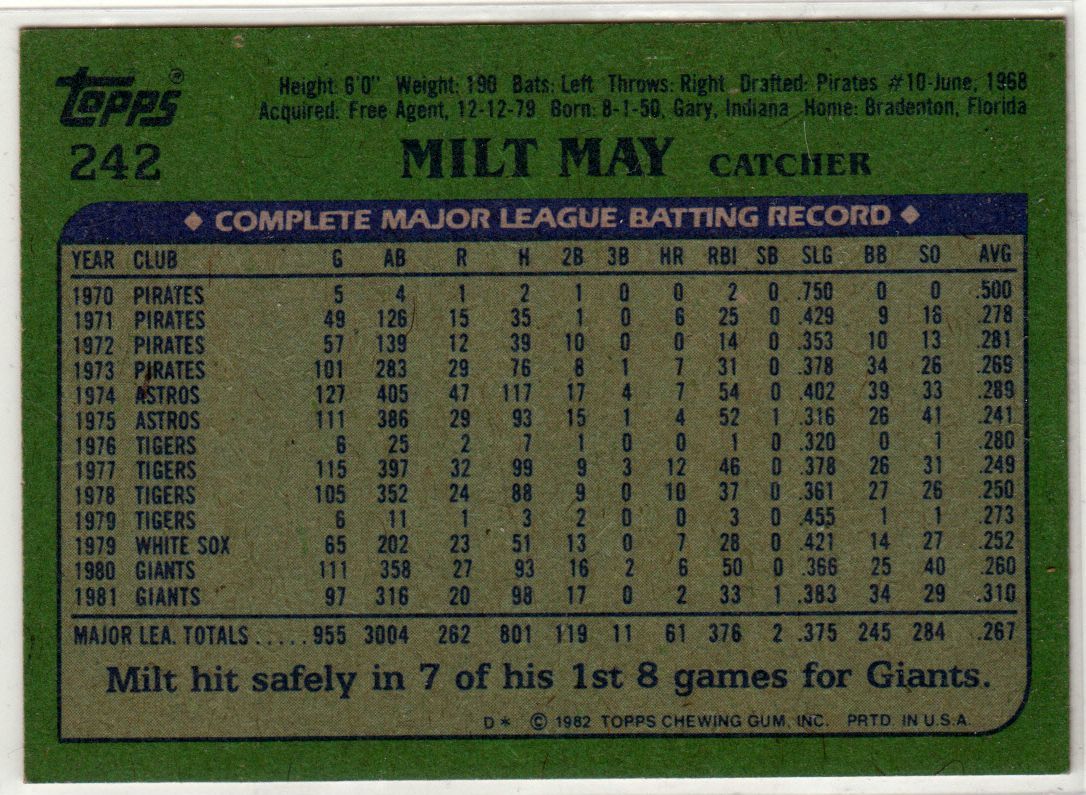 Topps®
Height: 6'0" Weight: 190 Bats: Left Throws: Right Drafted: Pirates #10-June, 1968
Acquired: Free Agent, 12-12-79 Born: 8-1-50, Gary, Indiana Home: Bradenton, Florida
242 MILT MAY CATCHER
◆ COMPLETE MAJOR LEAGUE BATTING RECORD ◆
YEAR CLUB G AB R H 2B 3B HR RBI SB SLG BB SO AVG
1970 PIRATES 5 4 1 2 1 0 0 2 0 .750 0 0 .500
1971 PIRATES 49 126 15 35 1 0 6 25 0 .429 9 16 .278
1972 PIRATES 57 139 12 39 10 0 0 14 0 .353 10 13 .281
1973 PIRATES 101 283 29 76 8 1 7 31 0 .378 34 26 .269
1974 ASTROS 127 405 47 117 17 4 7 54 0 .402 39 33 .289
1975 ASTROS 111 386 29 93 15 1 4 52 1 .316 26 41 .241
1976 TIGERS 6 25 2 7 1 0 0 1 0 .320 0 1 .280
1977 TIGERS 115 397 32 99 9 3 12 46 0 .378 26 31 .249
1978 TIGERS 105 352 24 88 9 0 10 37 0 .361 27 26 .250
1979 TIGERS 6 11 1 3 2 0 0 3 0 .455 1 1 .273
1979 WHITE SOX 65 202 23 51 13 0 7 28 0 .421 14 27 .252
1980 GIANTS 111 358 27 93 16 2 6 50 0 .366 25 40 .260
1981 GIANTS 97 316 20 98 17 0 2 33 1 .383 34 29 .310
MAJOR LEA. TOTALS.....955 3004 262 801 119 11 61 376 2 .375 245 284 .267
Milt hit safely in 7 of his 1st 8 games for Giants.
D* © 1982 TOPPS CHEWING GUM, INC. PRTD. IN U.S.A.